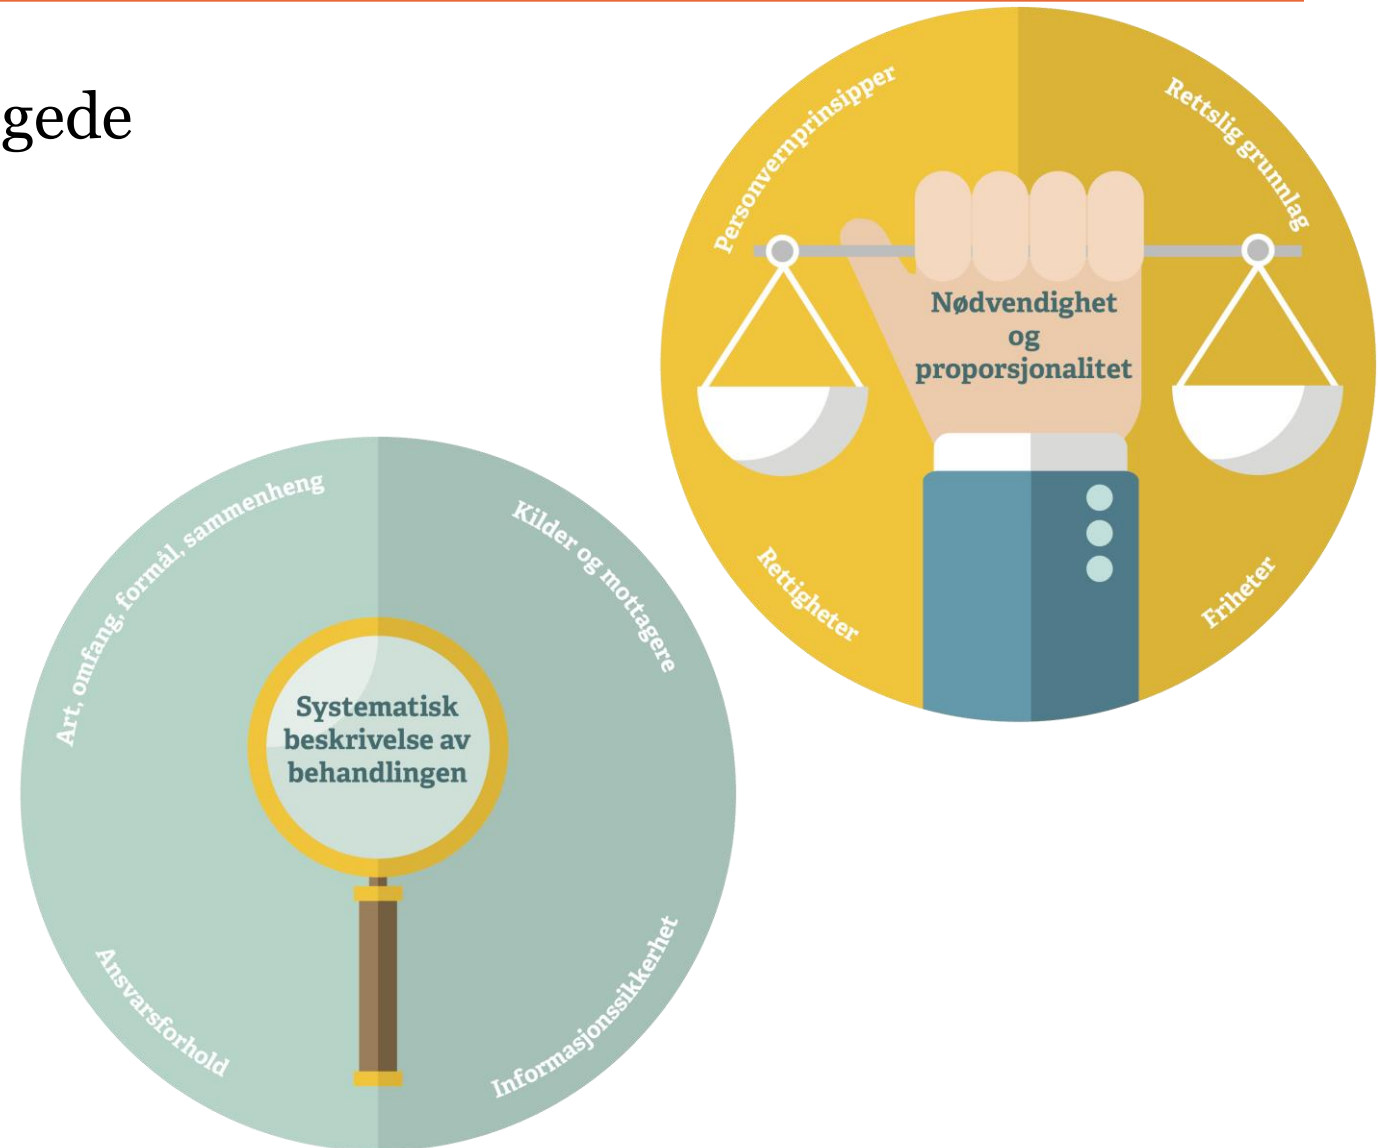 gede
Personvernprinsipper
Rettslig grunnlag
Nødvendighet
og
proporsjonalitet
Rettigheter
Friheter
Art, omfang, formål, sammenheng
Kilder og mottagere
Systematisk
beskrivelse av
behandlingen
Ansvarsforhold
Informasjonssikkerhet